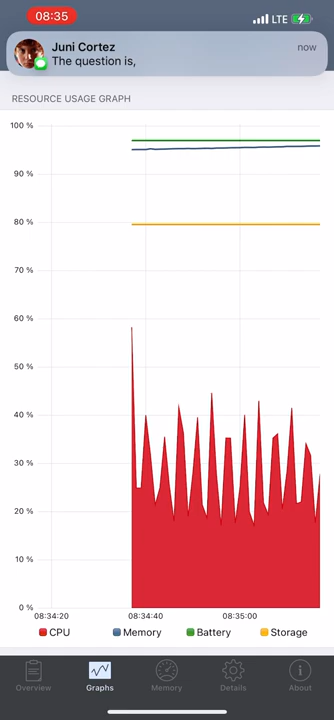 08:35
LTE
Juni Cortez
now
The question is,
RESOURCE USAGE GRAPH
100 %
90 %
80 %
70 %
60 %
50 %
40 %
30 %
20 %
10 %
0 %
08:34:20 08:34:40 08:35:00
CPU Memory Battery Storage
Overview Graphs Memory Details About